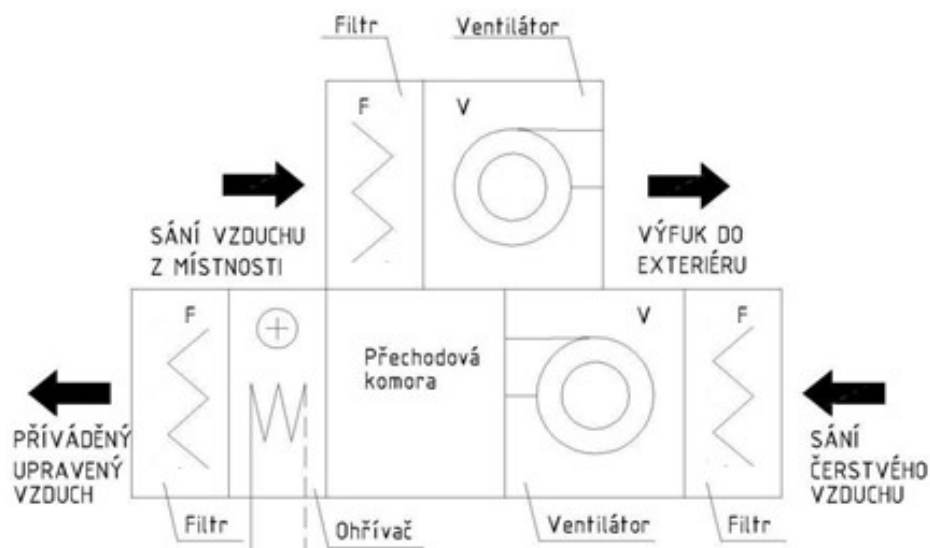 Filtr
Ventilátor
F
V
SÁNÍ VZDUCHU
Z MÍSTNOSTI
VÝFUK DO
EXTERIÉRU
F
V
F
Přechodová
komora
PŘÍVÁDĚNÝ
UPRAVENÝ
VZDUCH
SÁNÍ
ČERSTVÉHO
VZDUCHU
Filtr
Ohřívač
Ventilátor
Filtr